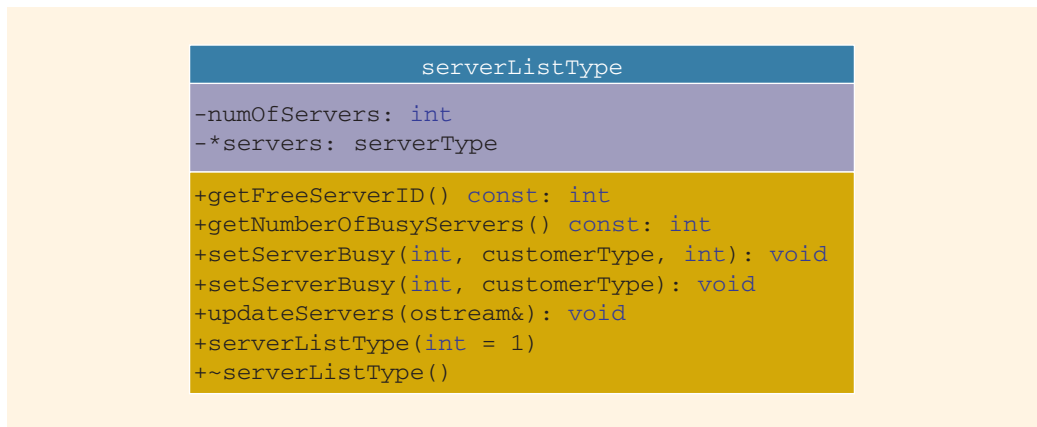 serverListType
-numOfServers: int
-*servers: serverType
+getFreeServerID() const: int
+getNumberOfBusyServers() const: int
+setServerBusy(int, customerType, int): void
+setServerBusy(int, customerType): void
+updateServers(ostream&): void
+serverListType(int = 1)
+~serverListType()